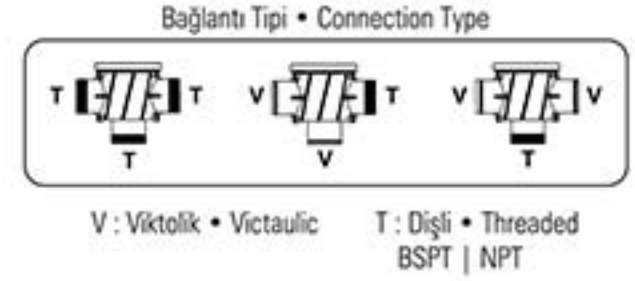 Bağlantı Tipi • Connection Type
T T V T V V
T V T
V : Viktolik • Victaulic T : Dişli • Threaded
BSPT | NPT